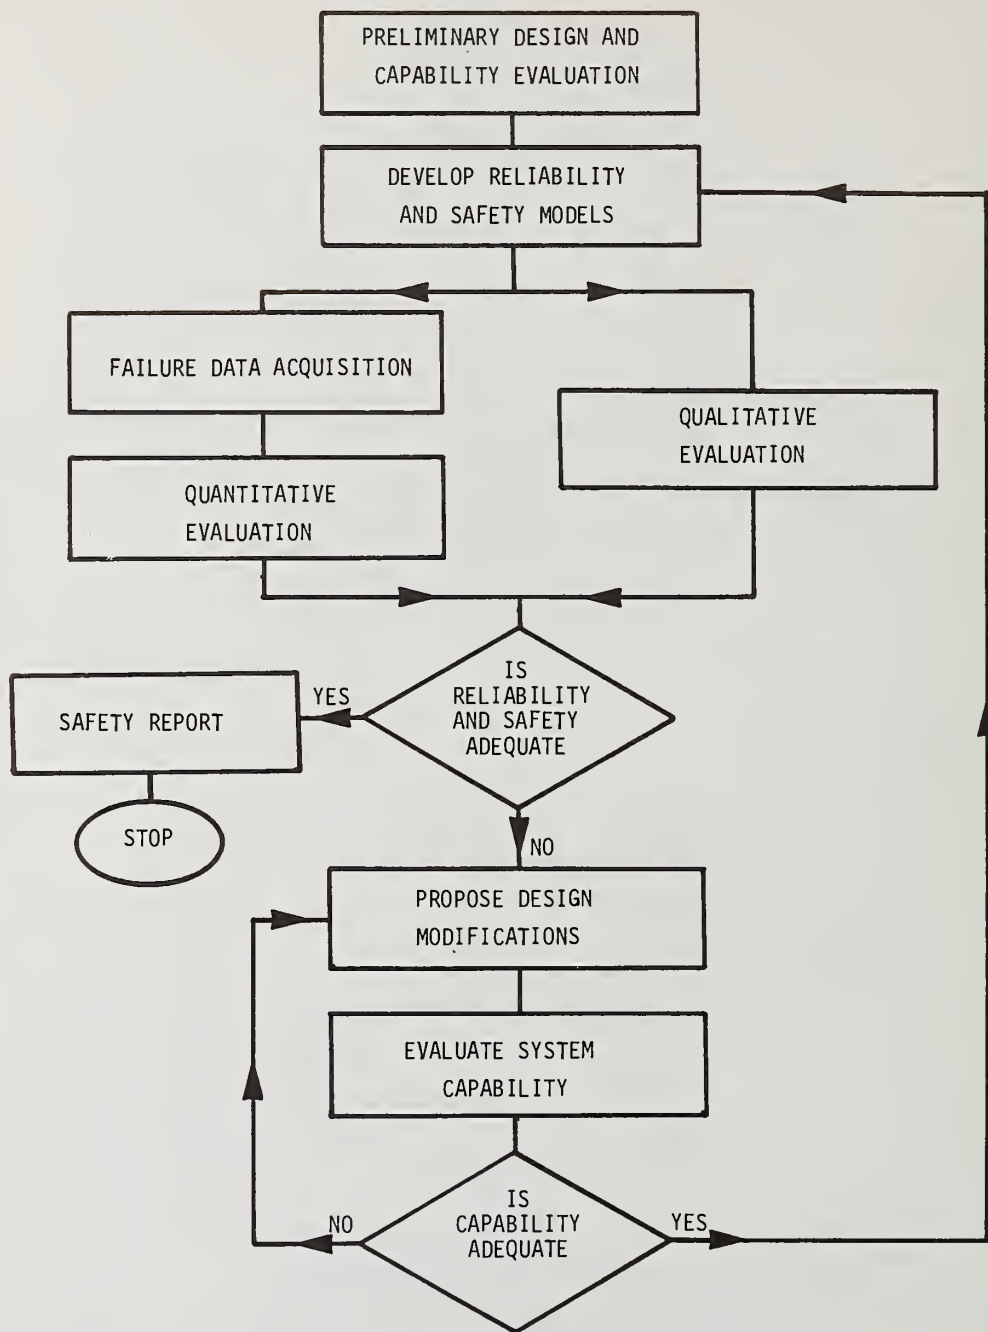 PRELIMINARY DESIGN AND
CAPABILITY EVALUATION
DEVELOP RELIABILITY
AND SAFETY MODELS
FAILURE DATA ACQUISITION
QUALITATIVE
EVALUATION
QUANTITATIVE
EVALUATION
IS
RELIABILITY
AND SAFETY
ADEQUATE
YES
SAFETY REPORT
STOP
NO
PROPOSE DESIGN
MODIFICATIONS
EVALUATE SYSTEM
CAPABILITY
IS
CAPABILITY
ADEQUATE
NO
YES